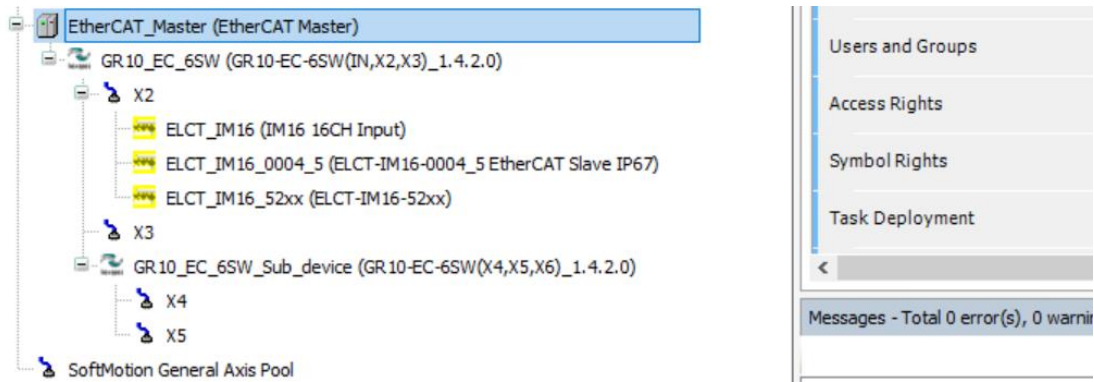 EtherCAT_Master (EtherCAT Master)
GR10_EC_6SW (GR10-EC-6SW(IN,X2,X3)_1.4.2.0)
X2
ELCT_IM16 (IM16 16CH Input)
ELCT_IM16_0004_5 (ELCT-IM16-0004_5 EtherCAT Slave IP67)
ELCT_IM16_52xx (ELCT-IM16-52xx)
X3
GR10_EC_6SW_Sub_device (GR10-EC-6SW(X4,X5,X6)_1.4.2.0)
X4
X5
SoftMotion General Axis Pool
Users and Groups
Access Rights
Symbol Rights
Task Deployment
Messages - Total 0 error(s), 0